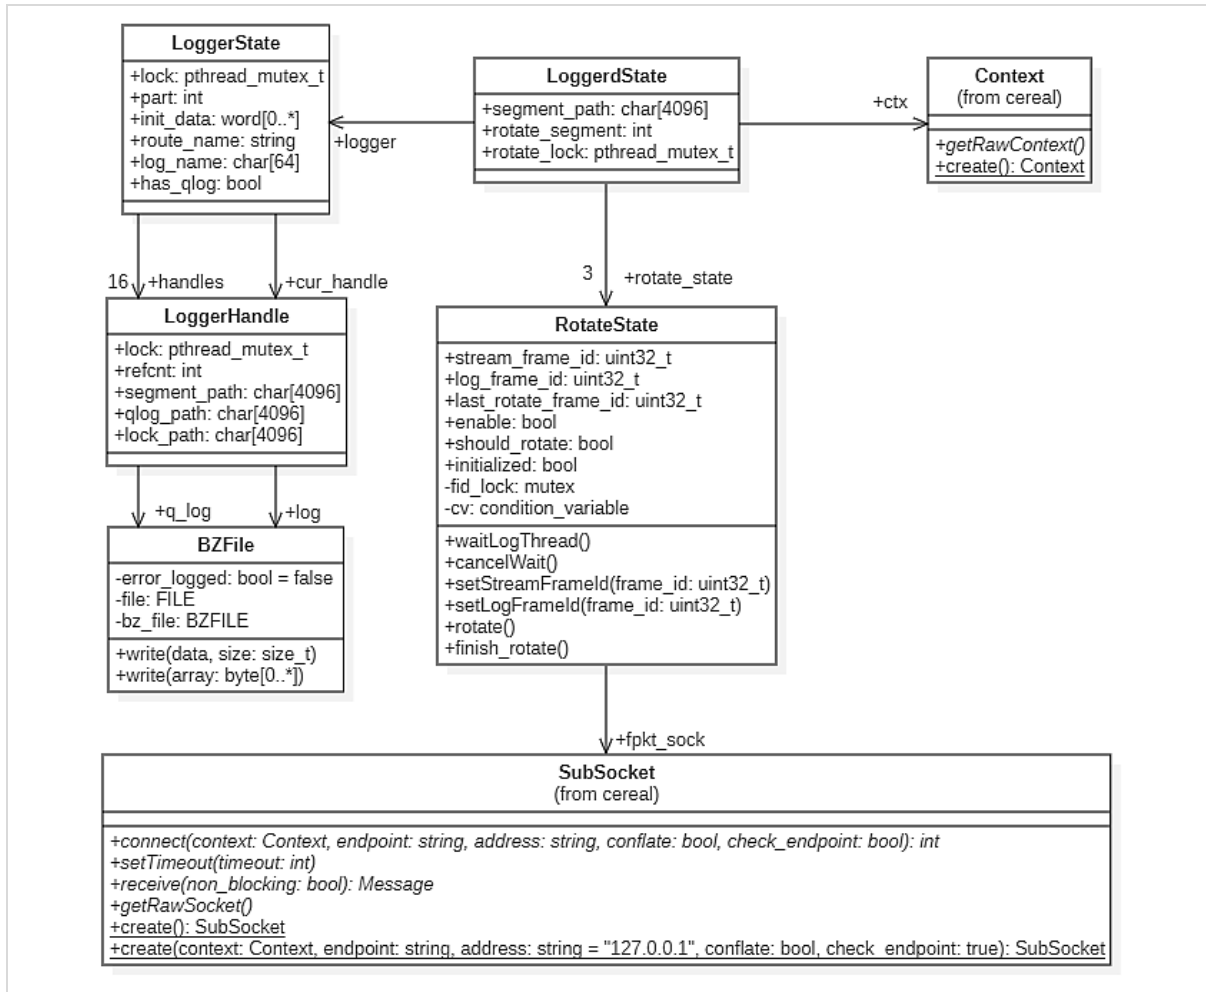 LoggerState
+lock: pthread_mutex_t
+part: int
+init_data: word[0..*]
+route_name: string
+log_name: char[64]
+has_qlog: bool
LoggerdState
+segment_path: char[4096]
+rotate_segment: int
+rotate_lock: pthread_mutex_t
Context
(from cereal)
+getRawContext()
+create(): Context
+logger
+ctx
16
+handles
+cur_handle
3
+rotate_state
LoggerHandle
+lock: pthread_mutex_t
+refcnt: int
+segment_path: char[4096]
+qlog_path: char[4096]
+lock_path: char[4096]
RotateState
+stream_frame_id: uint32_t
+log_frame_id: uint32_t
+last_rotate_frame_id: uint32_t
+enable: bool
+should_rotate: bool
+initialized: bool
-fid_lock: mutex
-cv: condition_variable
+waitLogThread()
+cancelWait()
+setStreamFrameId(frame_id: uint32_t)
+setLogFrameId(frame_id: uint32_t)
+rotate()
+finish_rotate()
+q_log
+log
BZFile
-error_logged: bool = false
-file: FILE
-bz_file: BZFILE
+write(data, size: size_t)
+write(array: byte[0..*])
+fpkt_sock
SubSocket
(from cereal)
+connect(context: Context, endpoint: string, address: string, conflate: bool, check_endpoint: bool): int
+setTimeout(timeout: int)
+receive(non_blocking: bool): Message
+getRawSocket()
+create(): SubSocket
+create(context: Context, endpoint: string, address: string = "127.0.0.1", conflate: bool, check_endpoint: true): SubSocket